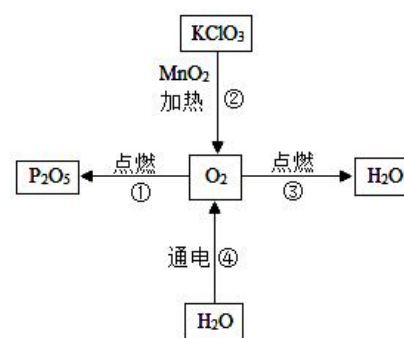 KClO₃
MnO₂
加热 ②
点燃 点燃
P₂O₅ O₂ H₂O
① ③
通电 ④
H₂O